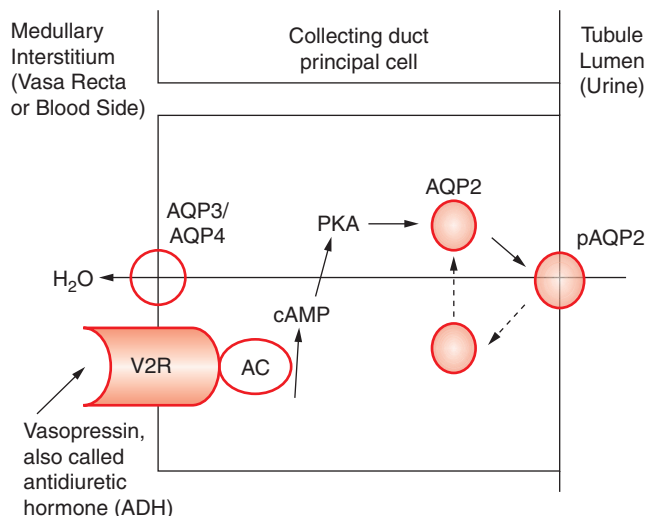 Medullary
Interstitium
(Vasa Recta
or Blood Side)
Collecting duct
principal cell
Tubule
Lumen
(Urine)
AQP3/
AQP4
AQP2
PKA
pAQP2
H₂O
cAMP
V2R
AC
Vasopressin,
also called
antidiuretic
hormone (ADH)